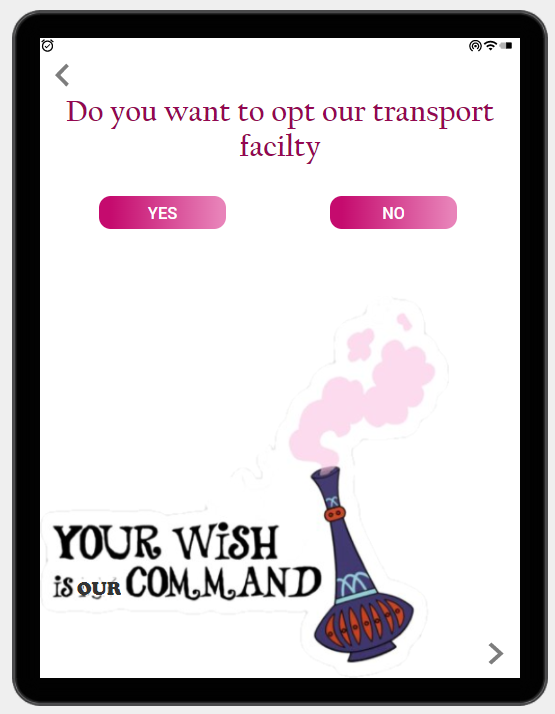 Do you want to opt our transport
facilty
YES
NO
YOUR WiSH
is OUR COMMAND